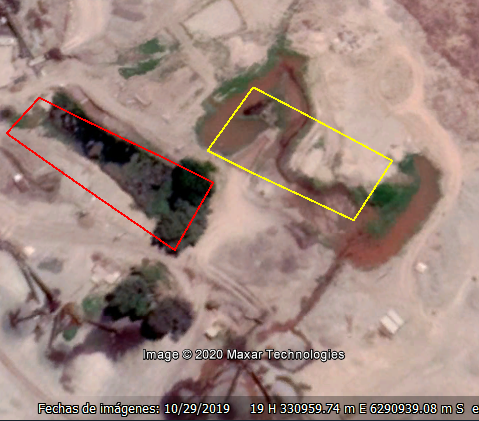 Image © 2020 Maxar Technologies
Fechas de imágenes: 10/29/2019 19 H 330959.74 m E 6290939.08 m S e